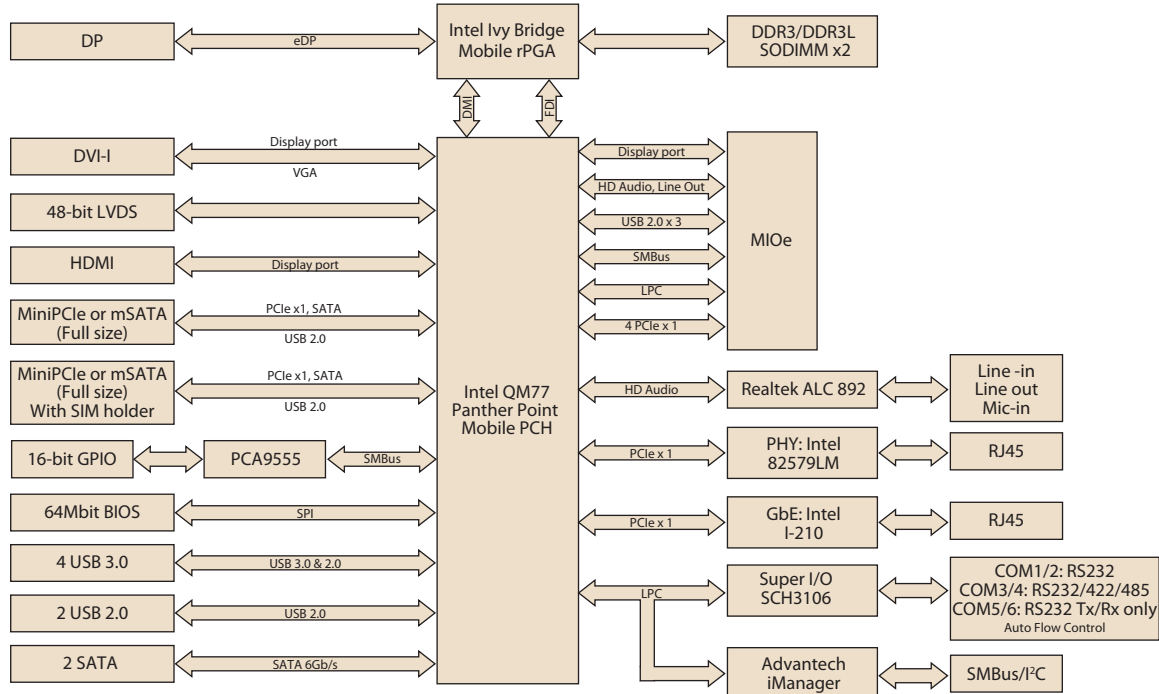 DP
eDP
Intel Ivy Bridge
Mobile rPGA
DDR3/DDR3L
SODIMM x2
DMI
FDI
DVI-I
Display port
VGA
48-bit LVDS
HDMI
Display port
MiniPCIe or mSATA
(Full size)
PCIe x1, SATA
USB 2.0
MiniPCIe or mSATA
(Full size)
With SIM holder
PCIe x1, SATA
USB 2.0
16-bit GPIO
PCA9555
SMBus
64Mbit BIOS
SPI
4 USB 3.0
USB 3.0 & 2.0
2 USB 2.0
USB 2.0
2 SATA
SATA 6Gb/s
Intel QM77
Panther Point
Mobile PCH
Display port
HD Audio, Line Out
USB 2.0 x 3
SMBus
LPC
4 PCIe x 1
MIOe
HD Audio
Realtek ALC 892
Line -in
Line out
Mic-in
PCIe x 1
PHY: Intel
82579LM
RJ45
PCIe x 1
GbE: Intel
I-210
RJ45
LPC
Super I/O
SCH3106
COM1/2: RS232
COM3/4: RS232/422/485
COM5/6: RS232 Tx/Rx only
Auto Flow Control
Advantech
iManager
SMBus/I²C